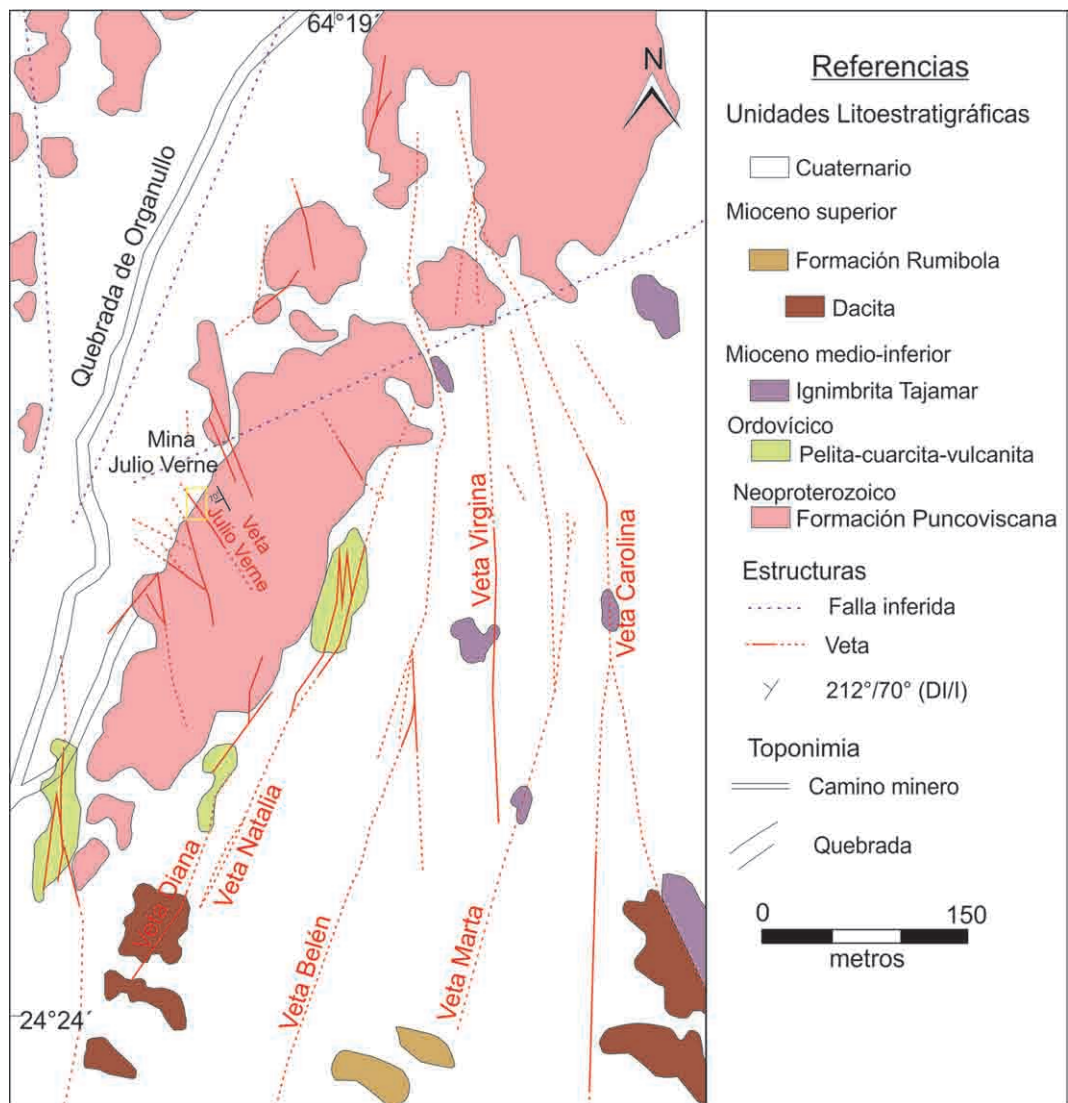 64°19´
N
Quebrada de Organullo
Mina
Julio Verne
70
Veta
Julio Verne
Veta Virgina
Veta Carolina
Veta Diana
Veta Natalia
Veta Belén
Veta Marta
24°24´
Referencias
Unidades Litoestratigráficas
Cuaternario
Mioceno superior
Formación Rumibola
Dacita
Mioceno medio-inferior
Ignimbrita Tajamar
Ordovícico
Pelita-cuarcita-vulcanita
Neoproterozoico
Formación Puncoviscana
Estructuras
Falla inferida
Veta
212°/70° (DI/I)
Toponimia
Camino minero
Quebrada
0 150
metros